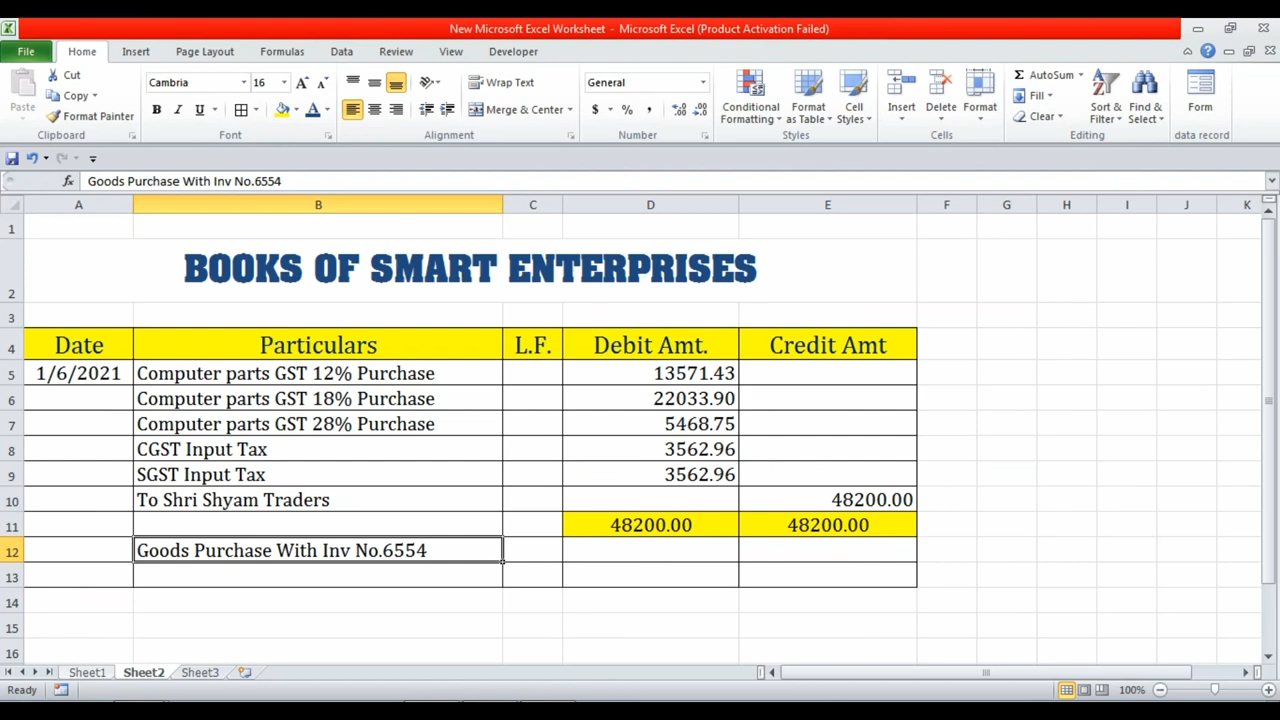 New Microsoft Excel Worksheet - Microsoft Excel (Product Activation Failed)
File Home Insert Page Layout Formulas Data Review View Developer
Paste Cut Copy Format Painter Clipboard
Cambria 16 B I U A Font
Wrap Text Merge & Center Alignment
General $ % , Number
Conditional Formatting Format as Table Cell Styles Styles
Insert Delete Format Cells
Σ AutoSum Fill Clear Sort & Filter Find & Select Editing
Form data record
fx Goods Purchase With Inv No.6554
A B C D E F G H I J K
1
2 BOOKS OF SMART ENTERPRISES
3
4 Date Particulars L.F. Debit Amt. Credit Amt
5 1/6/2021 Computer parts GST 12% Purchase 13571.43
6 Computer parts GST 18% Purchase 22033.90
7 Computer parts GST 28% Purchase 5468.75
8 CGST Input Tax 3562.96
9 SGST Input Tax 3562.96
10 To Shri Shyam Traders 48200.00
11 48200.00 48200.00
12 Goods Purchase With Inv No.6554
13
14
15
16
Sheet1 Sheet2 Sheet3
Ready 100%